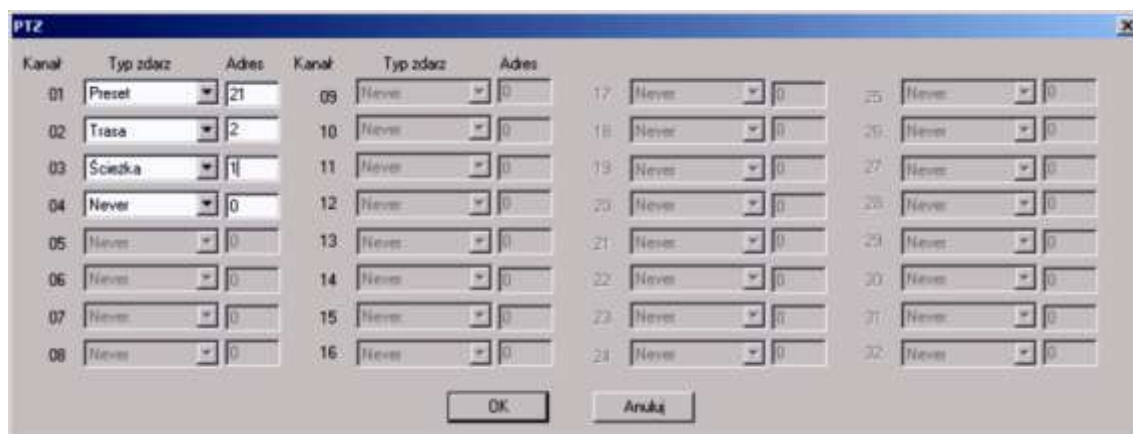 PTZ
Kanał Typ zdarz Adres Kanał Typ zdarz Adres
01 Preset 21 09 Never 0 17 Never 0 25 Never 0
02 Trasa 2 10 Never 0 18 Never 0 26 Never 0
03 Ścieżka 1 11 Never 0 19 Never 0 27 Never 0
04 Never 0 12 Never 0 20 Never 0 28 Never 0
05 Never 0 13 Never 0 21 Never 0 29 Never 0
06 Never 0 14 Never 0 22 Never 0 30 Never 0
07 Never 0 15 Never 0 23 Never 0 31 Never 0
08 Never 0 16 Never 0 24 Never 0 32 Never 0
OK Anuluj